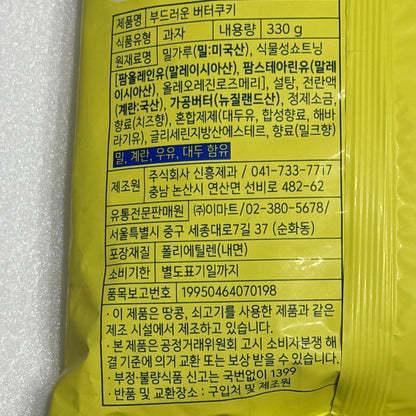 제품명 부드러운 버터쿠키
식품유형 과자 내용량 330 g
원재료명 밀가루(밀:미국산), 식물성쇼트닝
[팜올레인유(말레이시아산), 팜스테아린유(말레
이시아산), 올레오레진로즈메리], 설탕, 전란액
(계란:국산), 가공버터(뉴질랜드산), 정제소금,
향료(치즈향), 혼합제제(대두유, 합성향료, 해바
라기유), 글리세린지방산에스테르, 향료(밀크향)
밀, 계란, 우유, 대두 함유
제조원 주식회사 신흥제과 / 041-733-7717
충남 논산시 연산면 선비로 482-62
유통전문판매원 ㈜이마트/02-380-5678/
서울특별시 중구 세종대로7길 37 (순화동)
포장재질 폴리에틸렌(내면)
소비기한 별도표기일까지
품목보고번호 19950464070198
· 이 제품은 땅콩, 쇠고기를 사용한 제품과 같은
제조 시설에서 제조하고 있습니다.
· 본 제품은 공정거래위원회 고시 소비자분쟁 해
결 기준에 의거 교환 또는 보상 받을 수 있습니다.
· 부정·불량식품 신고는 국번없이 1399
· 반품 및 교환장소 : 구입처 및 제조원